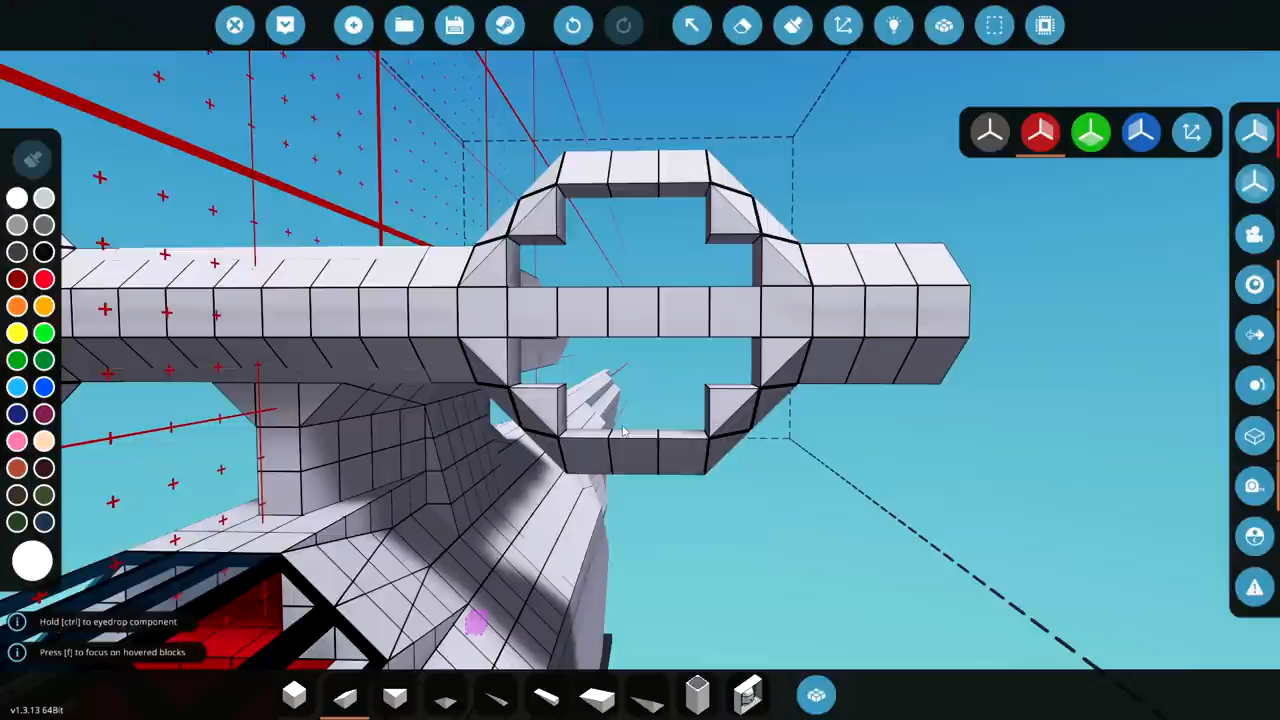 Hold [ctrl] to eyedrop component
Press [f] to focus on hovered blocks
v1.3.13 64Bit